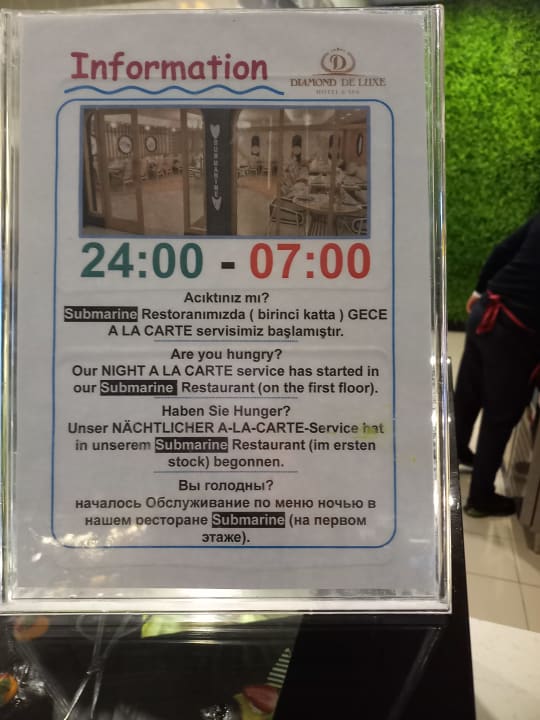 Information
DIAMOND DE LUXE
HOTEL & SPA
SUBMARINE
24:00 - 07:00
Acıktınız mı?
Submarine Restoranımızda ( birinci katta ) GECE
A LA CARTE servisimiz başlamıştır.
Are you hungry?
Our NIGHT A LA CARTE service has started in
our Submarine Restaurant (on the first floor).
Haben Sie Hunger?
Unser NÄCHTLICHER A-LA-CARTE-Service hat
in unserem Submarine Restaurant (im ersten
stock) begonnen.
Вы голодны?
началось Обслуживание по меню ночью в
нашем ресторане Submarine (на первом
этаже).